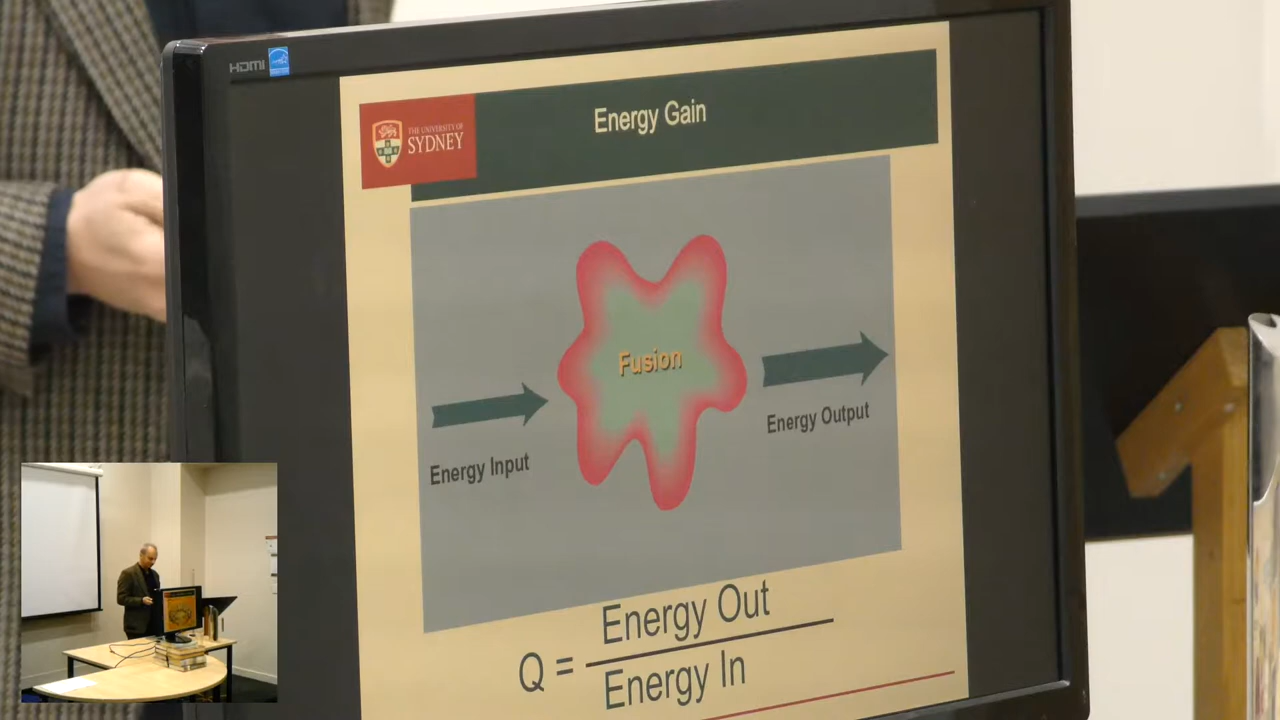 HDMI
THE UNIVERSITY OF
SYDNEY
Energy Gain
Fusion
Energy Input
Energy Output
Q = Energy Out
Energy In